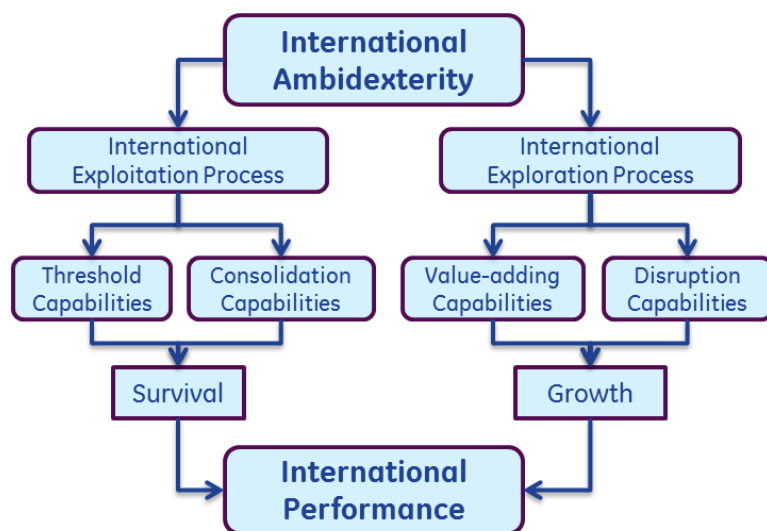 International
Ambidexterity
International
Exploitation Process
International
Exploration Process
Threshold
Capabilities
Consolidation
Capabilities
Value-adding
Capabilities
Disruption
Capabilities
Survival
Growth
International
Performance